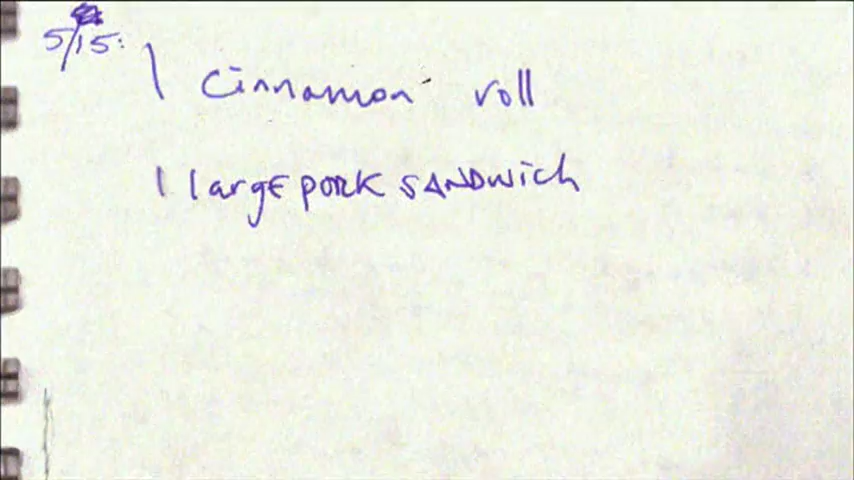 5/15: 1 cinnamon roll
1 large pork sandwich